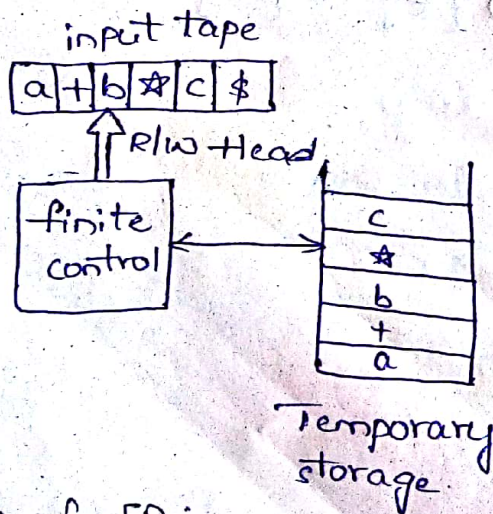 input tape
a + b ☆ c $
R/W Head
finite
control
c
☆
b
+
a
Temporary
storage.